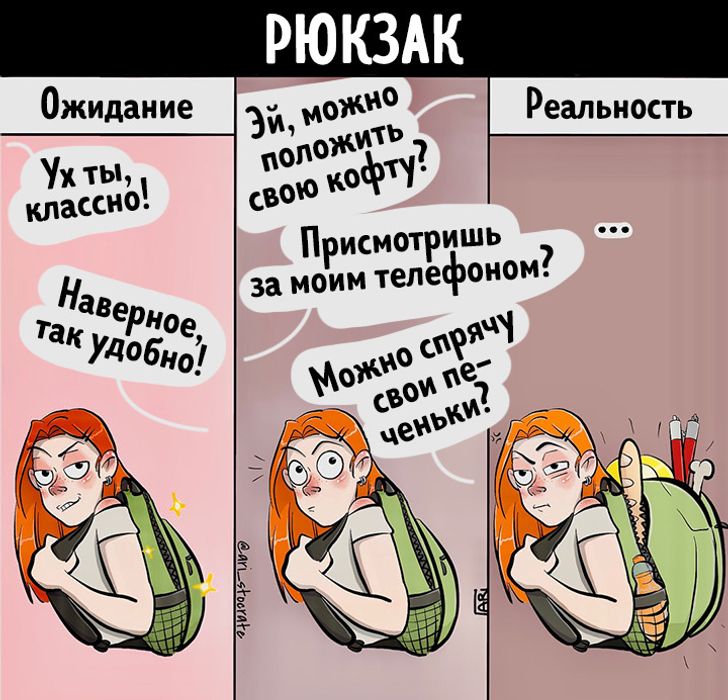 РЮКЗАК
Ожидание
Ух ты,
классно!
Наверное,
так удобно!
Эй, можно
положить
свою кофту?
Присмотришь
за моим телефоном?
Можно спрячу
свои пе-
ченьки?
Реальность
...
@ari_stoorate
ARI